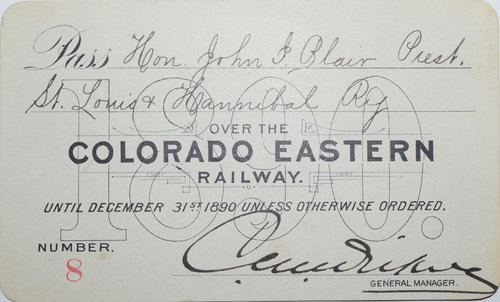 Pass Hon. John I. Blair Prest.
St. Louis & Hannibal Ry
1890.
OVER THE
COLORADO EASTERN
RAILWAY.
UNTIL DECEMBER 31ST 1890 UNLESS OTHERWISE ORDERED.
NUMBER.
8
GENERAL MANAGER.